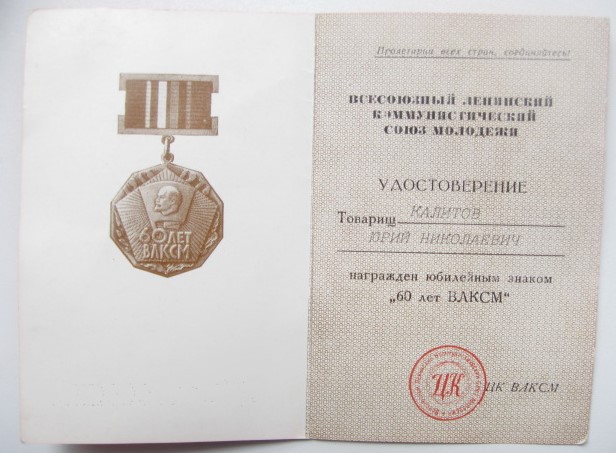 60 ЛЕТ
ВЛКСМ
Пролетарии всех стран, соединяйтесь!
ВСЕСОЮЗНЫЙ ЛЕНИНСКИЙ
КОММУНИСТИЧЕСКИЙ
СОЮЗ МОЛОДЕЖИ
УДОСТОВЕРЕНИЕ
Товарищ КАЛИТОВ
ЮРИЙ НИКОЛАЕВИЧ
награжден юбилейным знаком
„60 лет ВЛКСМ“
ЦК
ЦК ВЛКСМ